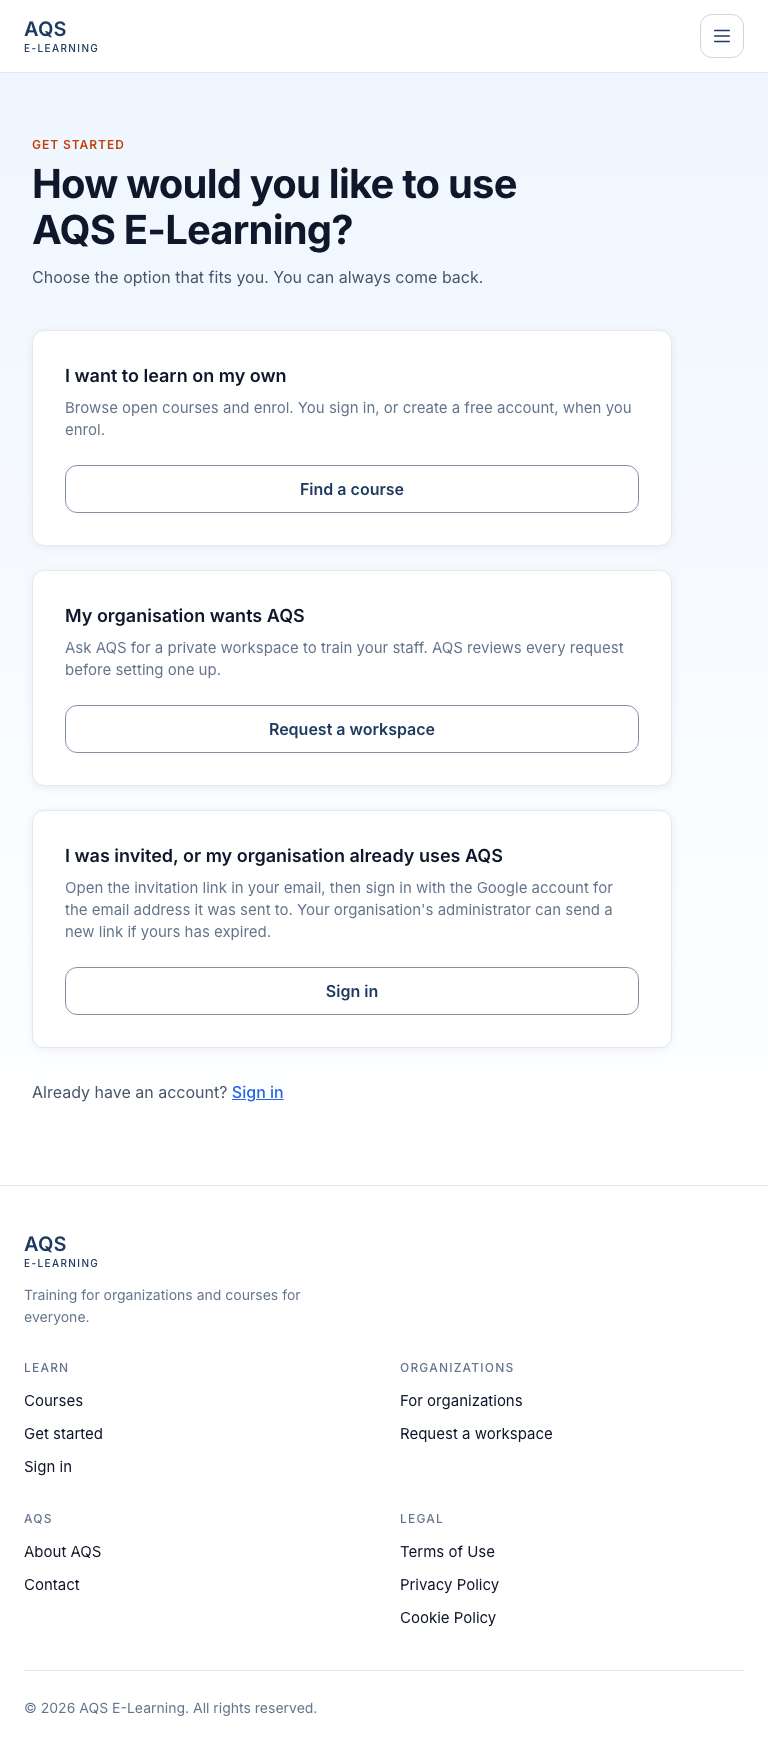 AQS
E-LEARNING
GET STARTED
How would you like to use
AQS E-Learning?
Choose the option that fits you. You can always come back.
I want to learn on my own
Browse open courses and enrol. You sign in, or create a free account, when you
enrol.
Find a course
My organisation wants AQS
Ask AQS for a private workspace to train your staff. AQS reviews every request
before setting one up.
Request a workspace
I was invited, or my organisation already uses AQS
Open the invitation link in your email, then sign in with the Google account for
the email address it was sent to. Your organisation's administrator can send a
new link if yours has expired.
Sign in
Already have an account? Sign in
AQS
E-LEARNING
Training for organizations and courses for
everyone.
LEARN
Courses
Get started
Sign in
ORGANIZATIONS
For organizations
Request a workspace
AQS
About AQS
Contact
LEGAL
Terms of Use
Privacy Policy
Cookie Policy
© 2026 AQS E-Learning. All rights reserved.